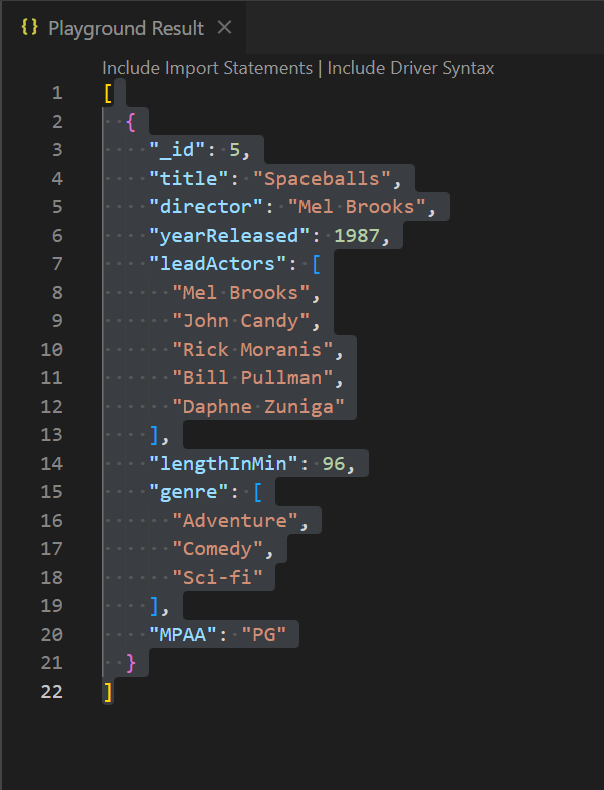 {} Playground Result ×
Include Import Statements | Include Driver Syntax
1 [
2   {
3     "_id": 5,
4     "title": "Spaceballs",
5     "director": "Mel Brooks",
6     "yearReleased": 1987,
7     "leadActors": [
8       "Mel Brooks",
9       "John Candy",
10       "Rick Moranis",
11       "Bill Pullman",
12       "Daphne Zuniga"
13     ],
14     "lengthInMin": 96,
15     "genre": [
16       "Adventure",
17       "Comedy",
18       "Sci-fi"
19     ],
20     "MPAA": "PG"
21   }
22 ]